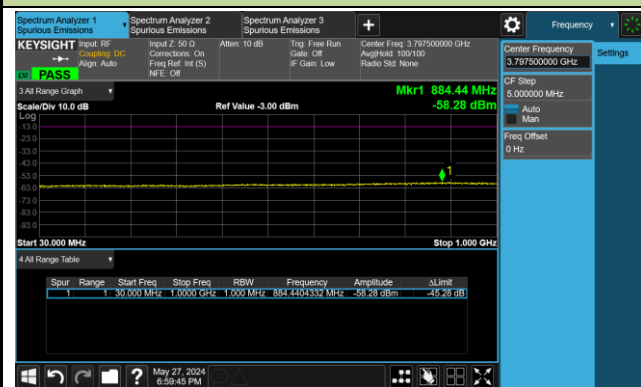 Spectrum Analyzer 1
Spurious Emissions
Spectrum Analyzer 2
Spurious Emissions
Spectrum Analyzer 3
Spurious Emissions
+
Frequency
KEYSIGHT
Input: RF
Coupling: DC
Align: Auto
Input Z: 50 Ω
Corrections: On
Freq Ref: Int (S)
NFE: Off
Atten: 10 dB
Trig: Free Run
Gate: Off
IF Gain: Low
Center Freq: 3.797500000 GHz
Avg|Hold: 100/100
Radio Std: None
PASS
Center Frequency
3.797500000 GHz
Settings
CF Step
5.000000 MHz
Auto
Man
Freq Offset
0 Hz
3 All Range Graph
Mkr1 884.44 MHz
Scale/Div 10.0 dB
Ref Value -3.00 dBm
-58.28 dBm
Log
-13.0
-23.0
-33.0
-43.0
-53.0
-63.0
-73.0
-83.0
-93.0
1
Start 30.000 MHz
Stop 1.000 GHz
4 All Range Table
Spur Range Start Freq Stop Freq RBW Frequency Amplitude ΔLimit
1 1 30.000 MHz 1.0000 GHz 1.000 MHz 884.4404332 MHz -58.28 dBm -45.28 dB
?
May 27, 2024
6:59:45 PM